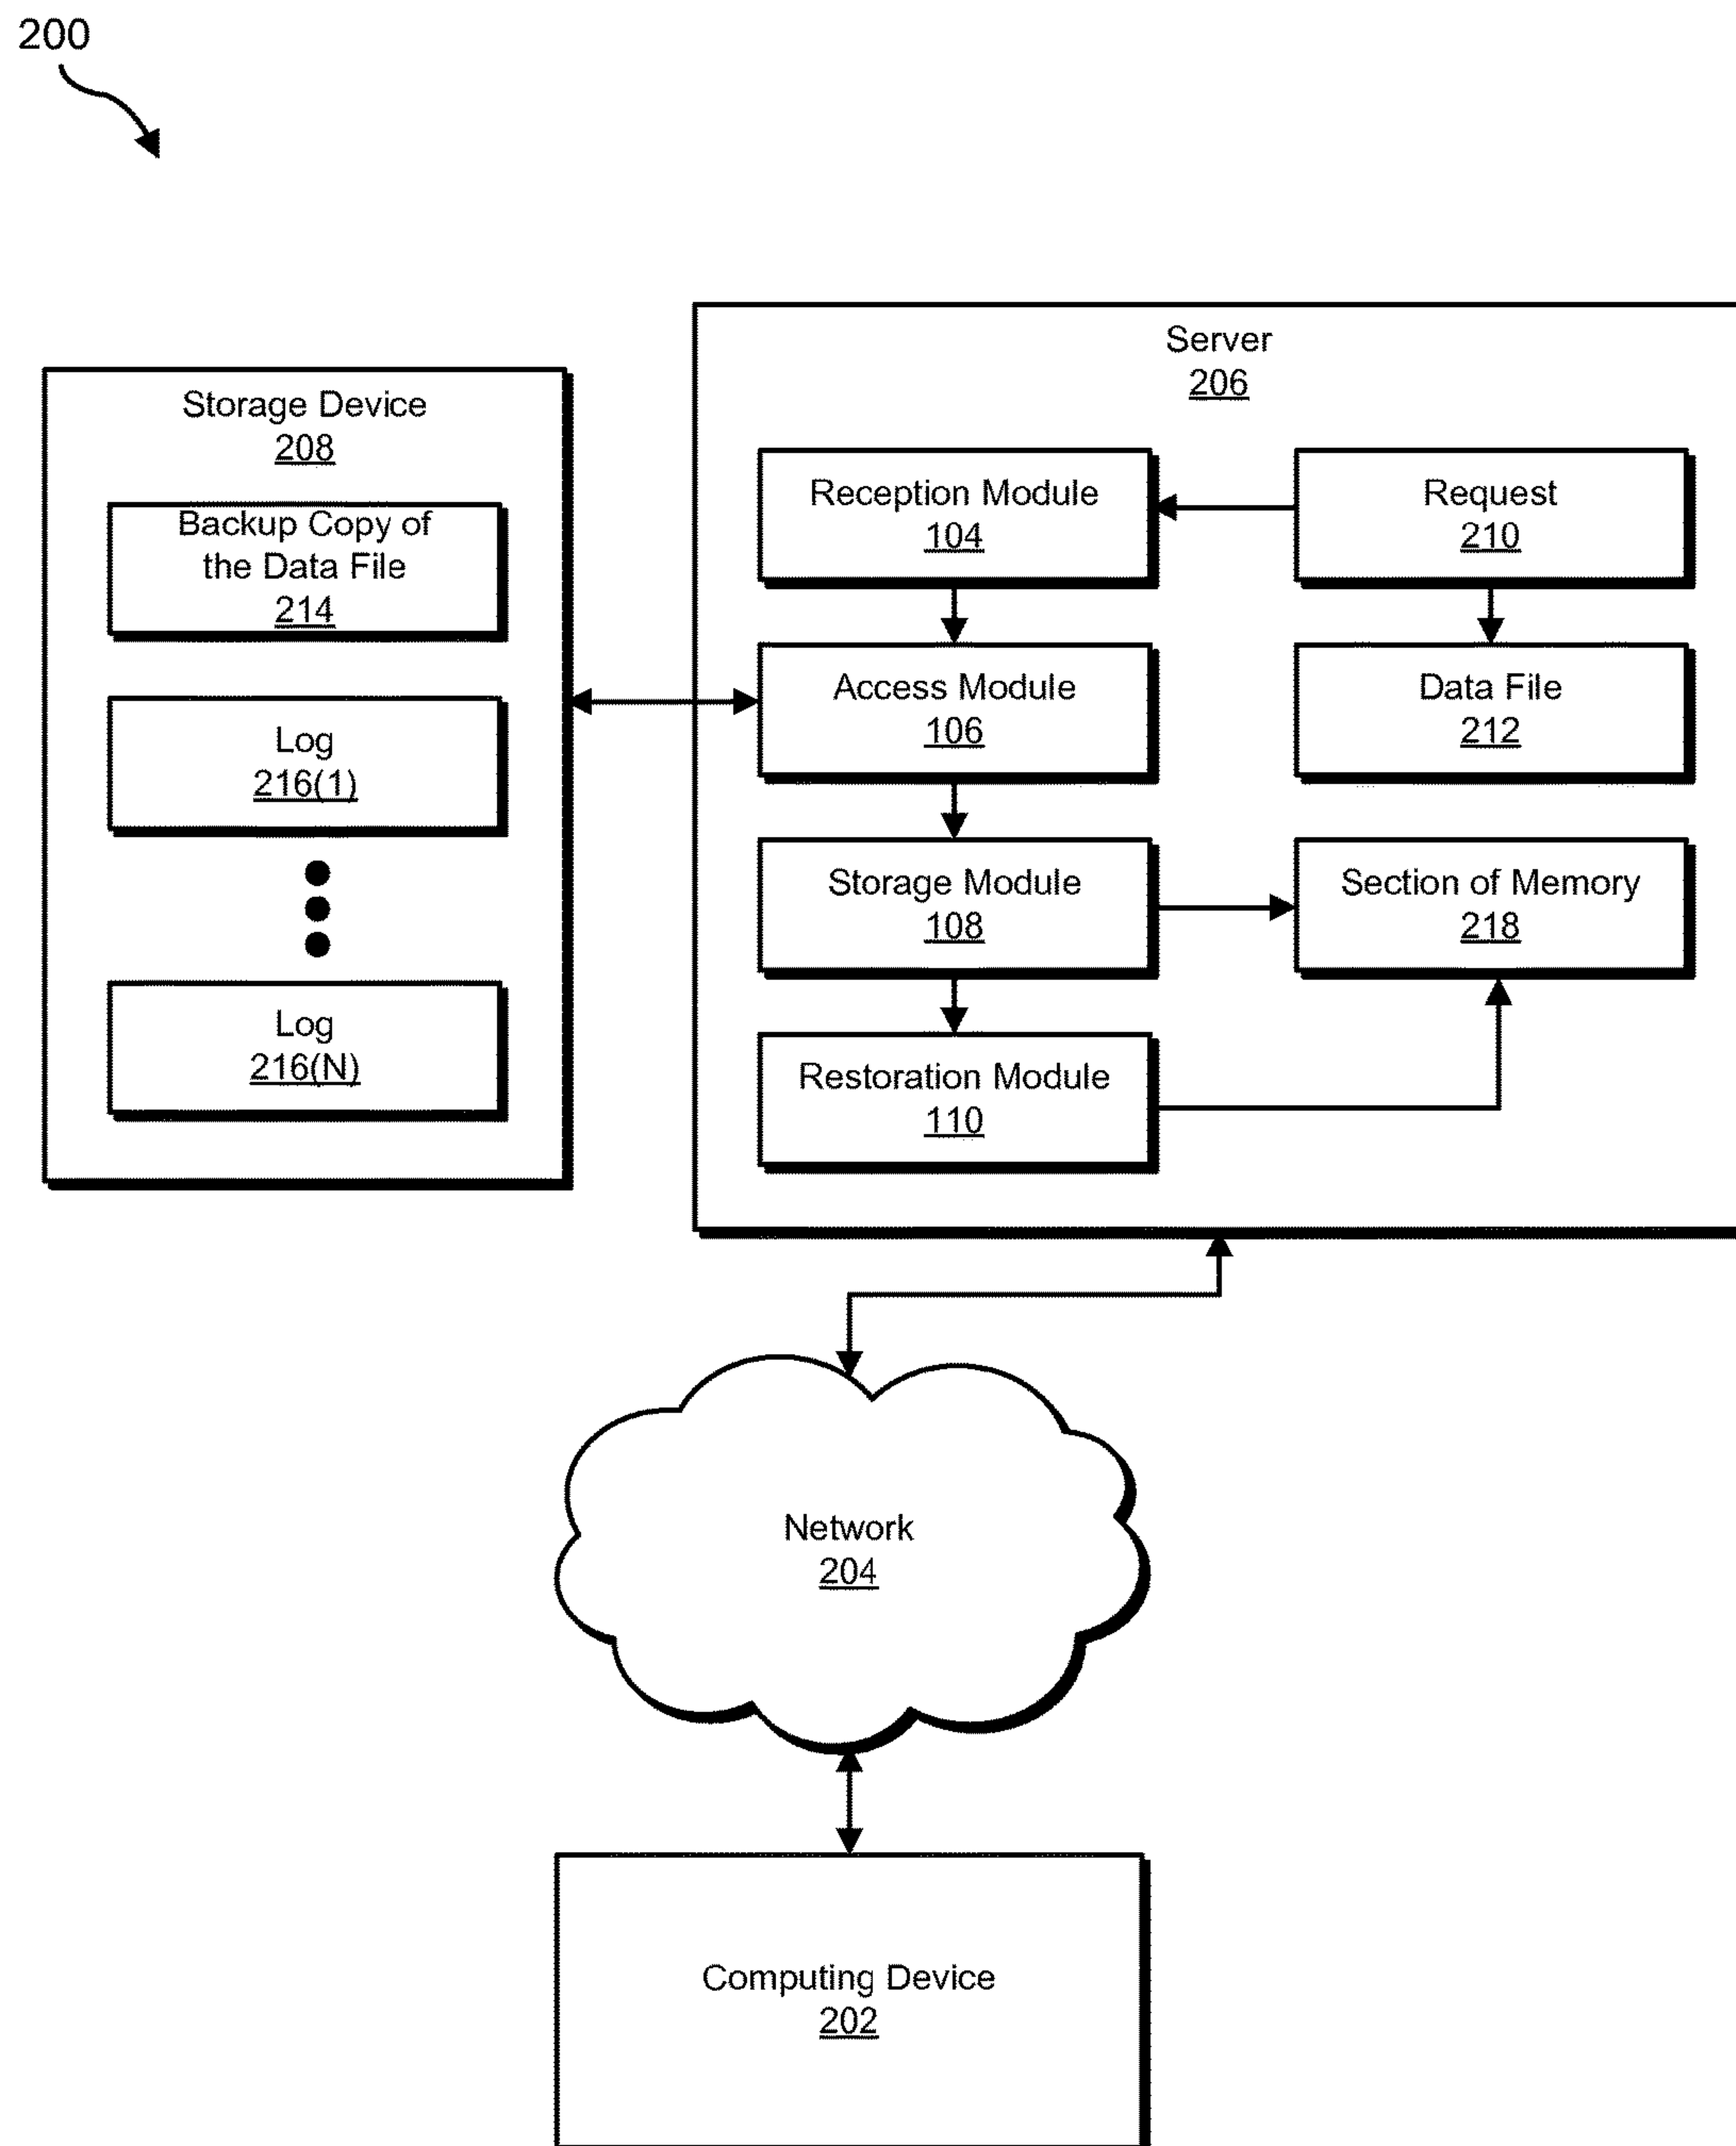 200
Server
206
Storage Device
208
Backup Copy of
the Data File
214
Log
216(1)
Log
216(N)
Reception Module
104
Request
210
Access Module
106
Data File
212
Storage Module
108
Section of Memory
218
Restoration Module
110
Network
204
Computing Device
202